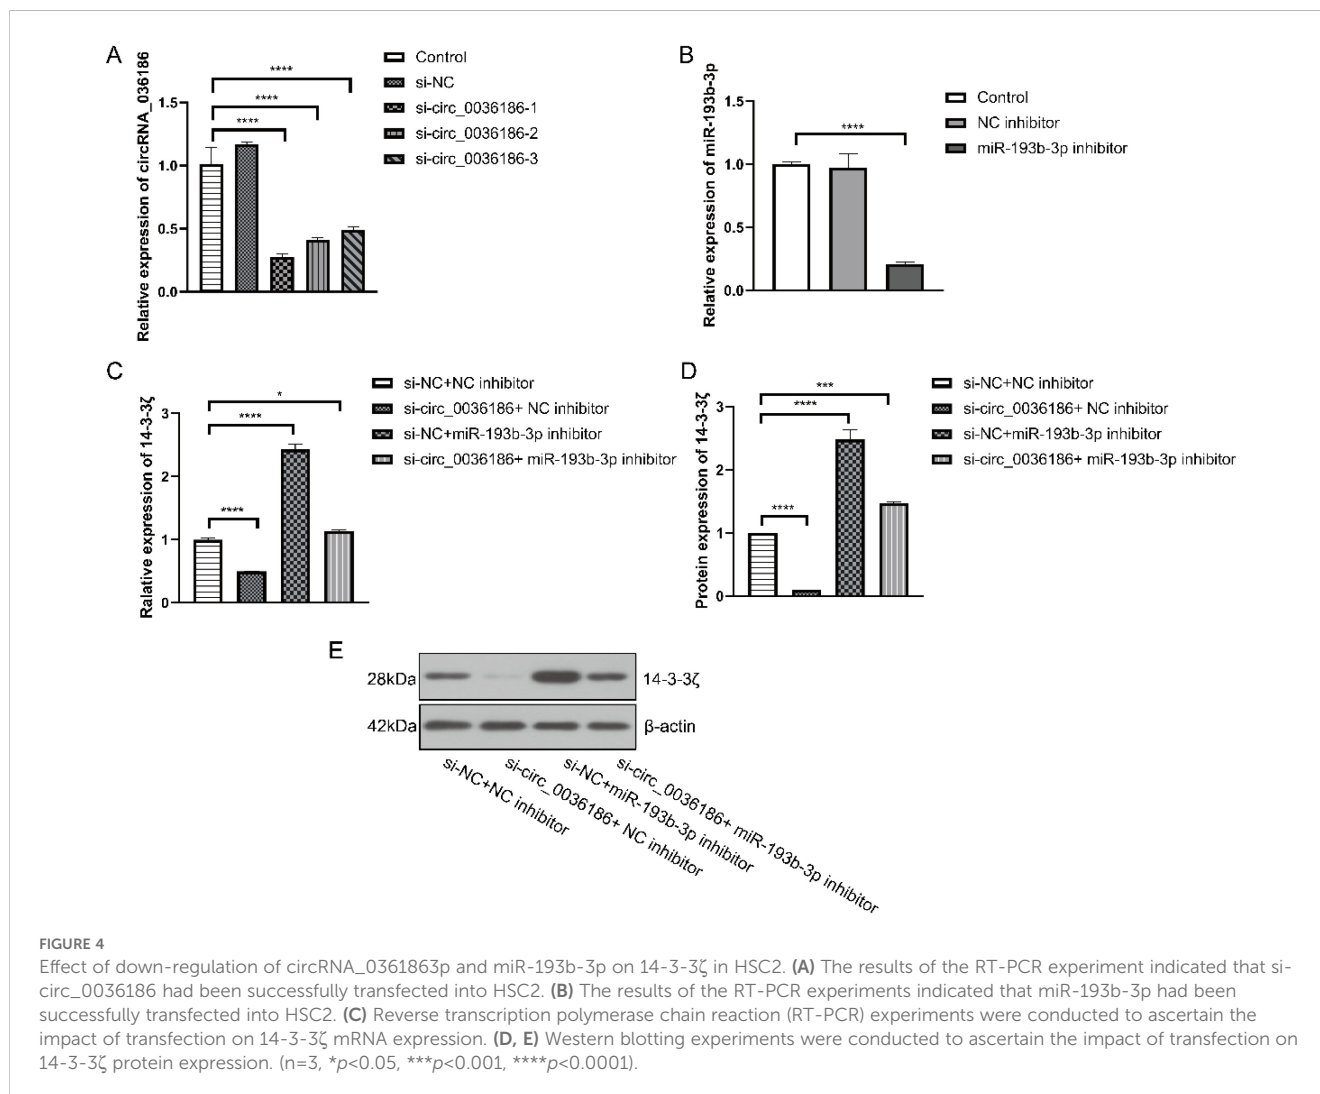 A
Relative expression of circRNA_036186
1.5
1.0
0.5
0.0
****
****
****
Control
si-NC
si-circ_0036186-1
si-circ_0036186-2
si-circ_0036186-3
B
Relative expression of miR-193b-3p
1.5
1.0
0.5
0.0
****
Control
NC inhibitor
miR-193b-3p inhibitor
C
Ralative expression of 14-3-3ζ
3
2
1
0
*
****
****
si-NC+NC inhibitor
si-circ_0036186+ NC inhibitor
si-NC+miR-193b-3p inhibitor
si-circ_0036186+ miR-193b-3p inhibitor
D
Protein expression of 14-3-3ζ
3
2
1
0
***
****
****
si-NC+NC inhibitor
si-circ_0036186+ NC inhibitor
si-NC+miR-193b-3p inhibitor
si-circ_0036186+ miR-193b-3p inhibitor
E
28kDa
14-3-3ζ
42kDa
β-actin
si-NC+NC inhibitor
si-circ_0036186+ NC inhibitor
si-NC+miR-193b-3p inhibitor
si-circ_0036186+ miR-193b-3p inhibitor
FIGURE 4
Effect of down-regulation of circRNA_0361863p and miR-193b-3p on 14-3-3ζ in HSC2. (A) The results of the RT-PCR experiment indicated that si-
circ_0036186 had been successfully transfected into HSC2. (B) The results of the RT-PCR experiments indicated that miR-193b-3p had been
successfully transfected into HSC2. (C) Reverse transcription polymerase chain reaction (RT-PCR) experiments were conducted to ascertain the
impact of transfection on 14-3-3ζ mRNA expression. (D, E) Western blotting experiments were conducted to ascertain the impact of transfection on
14-3-3ζ protein expression. (n=3, *p<0.05, ***p<0.001, ****p<0.0001).